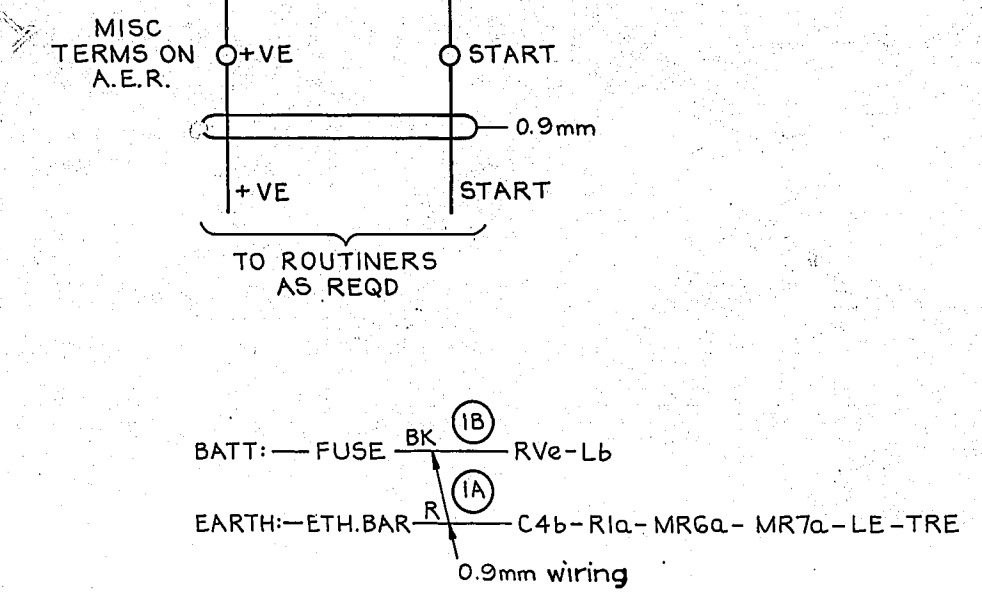 MISC
TERMS ON
A.E.R.
+VE
START
0.9mm
+VE
START
TO ROUTINERS
AS REQD
1B
BATT:— FUSE BK RVe-Lb
1A
EARTH:—ETH.BAR R C4b-R1a-MR6a-MR7a-LE-TRE
0.9mm wiring